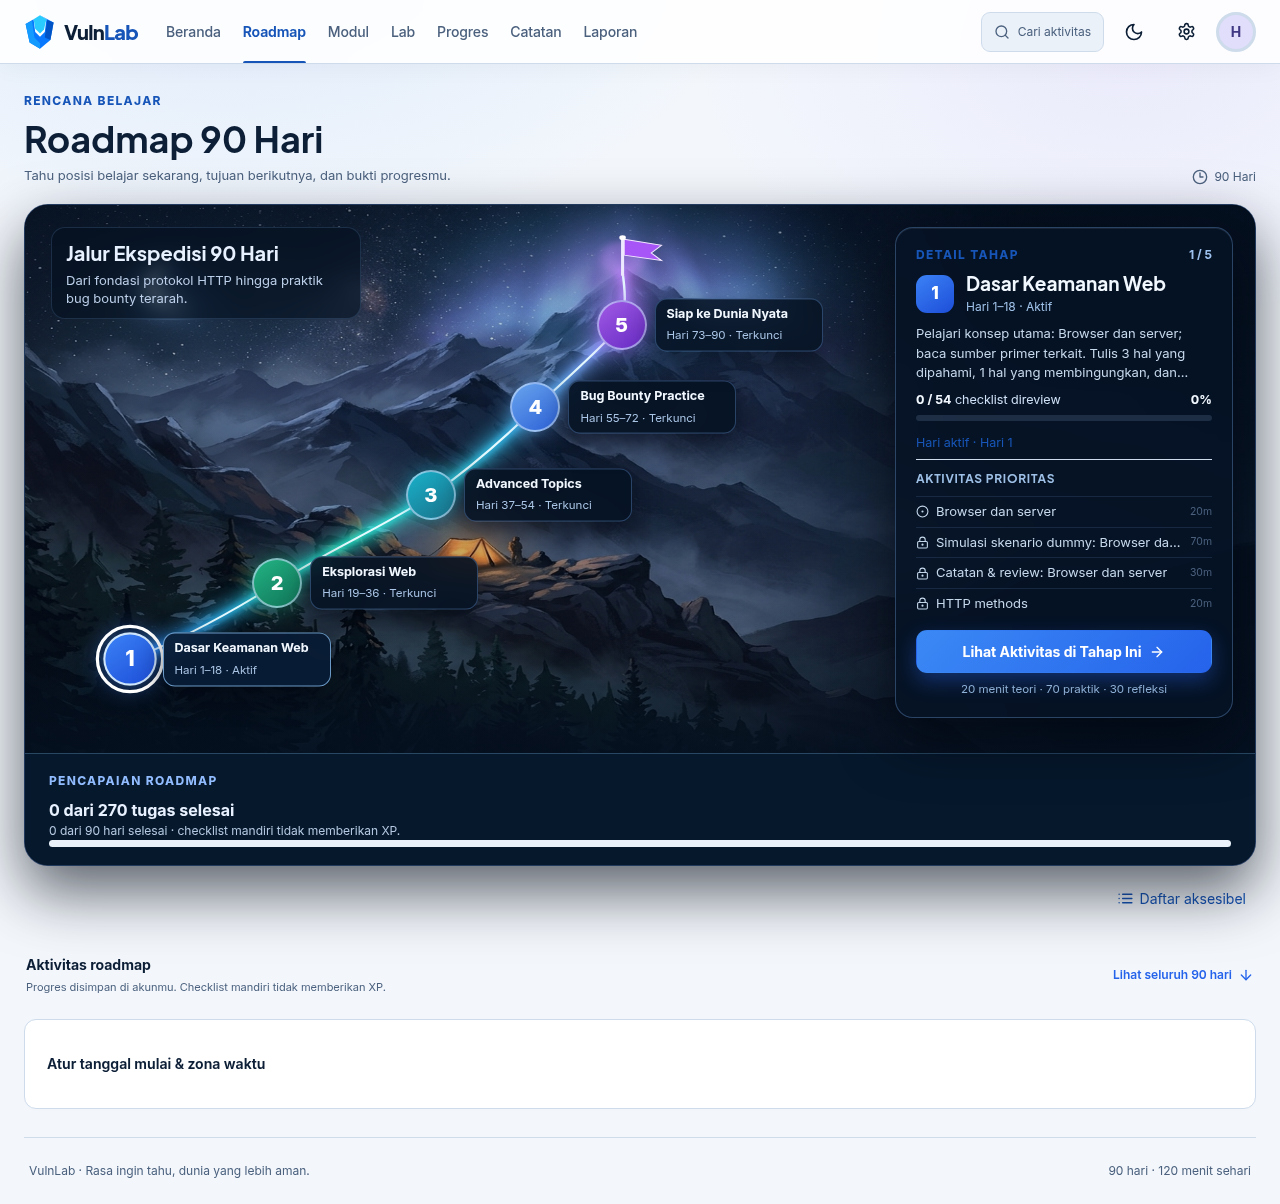 VulnLab
Beranda
Roadmap
Modul
Lab
Progres
Catatan
Laporan
Cari aktivitas
H
RENCANA BELAJAR
Roadmap 90 Hari
Tahu posisi belajar sekarang, tujuan berikutnya, dan bukti progresmu.
90 Hari
Jalur Ekspedisi 90 Hari
Dari fondasi protokol HTTP hingga praktik
bug bounty terarah.
5
Siap ke Dunia Nyata
Hari 73–90 · Terkunci
4
Bug Bounty Practice
Hari 55–72 · Terkunci
3
Advanced Topics
Hari 37–54 · Terkunci
2
Eksplorasi Web
Hari 19–36 · Terkunci
1
Dasar Keamanan Web
Hari 1–18 · Aktif
DETAIL TAHAP
1 / 5
1
Dasar Keamanan Web
Hari 1–18 · Aktif
Pelajari konsep utama: Browser dan server;
baca sumber primer terkait. Tulis 3 hal yang
dipahami, 1 hal yang membingungkan, dan...
0 / 54 checklist direview
0%
Hari aktif · Hari 1
AKTIVITAS PRIORITAS
Browser dan server
20m
Simulasi skenario dummy: Browser da...
70m
Catatan & review: Browser dan server
30m
HTTP methods
20m
Lihat Aktivitas di Tahap Ini
20 menit teori · 70 praktik · 30 refleksi
PENCAPAIAN ROADMAP
0 dari 270 tugas selesai
0 dari 90 hari selesai · checklist mandiri tidak memberikan XP.
Daftar aksesibel
Aktivitas roadmap
Progres disimpan di akunmu. Checklist mandiri tidak memberikan XP.
Lihat seluruh 90 hari
Atur tanggal mulai & zona waktu
VulnLab · Rasa ingin tahu, dunia yang lebih aman.
90 hari · 120 menit sehari